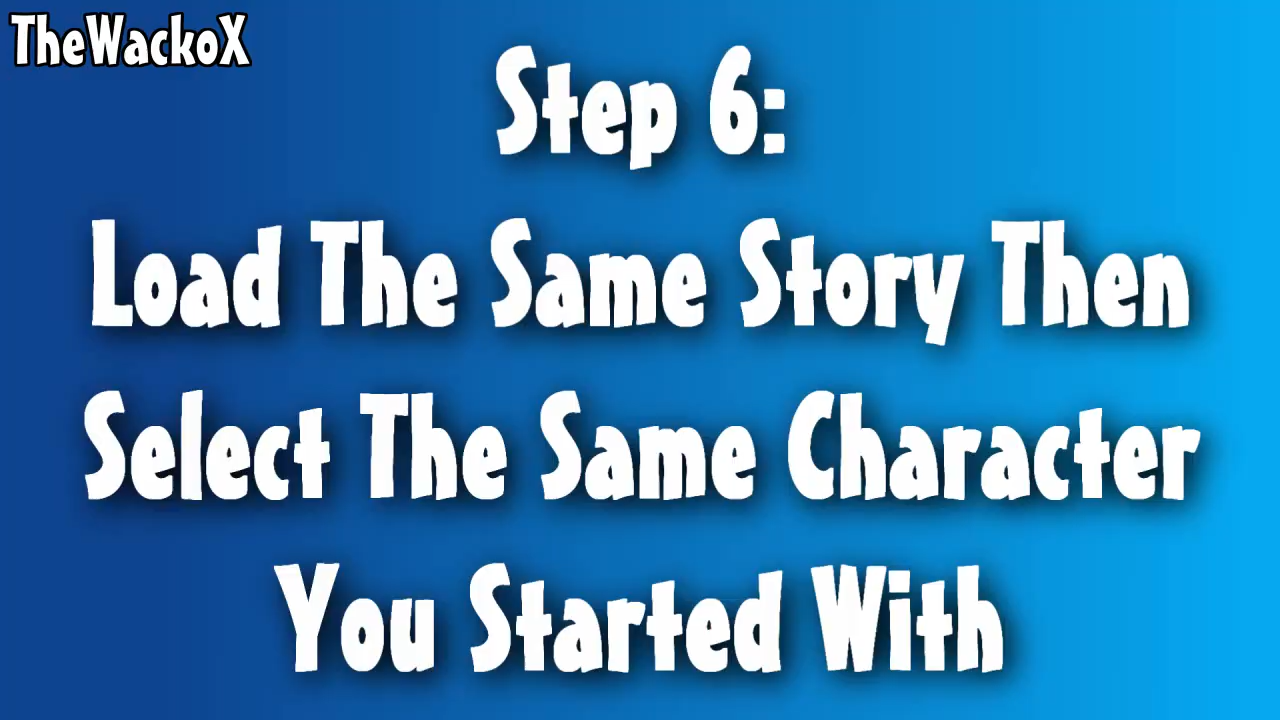 TheWackoX
Step 6:
Load The Same Story Then
Select The Same Character
You Started With